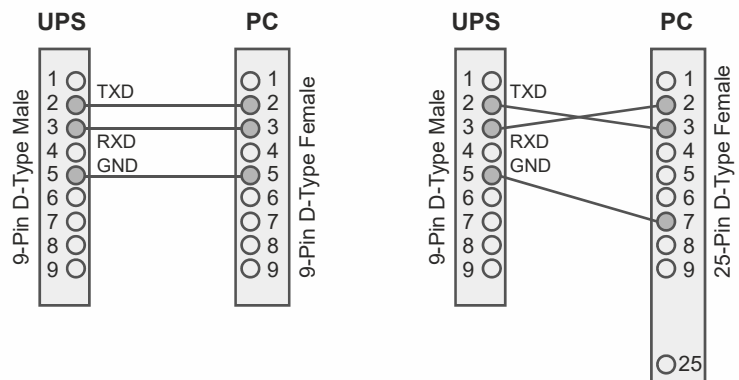 UPS
PC
9-Pin D-Type Male
1
2
3
4
5
6
7
8
9
TXD
RXD
GND
1
2
3
4
5
6
7
8
9
9-Pin D-Type Female
UPS
PC
9-Pin D-Type Male
1
2
3
4
5
6
7
8
9
TXD
RXD
GND
1
2
3
4
5
6
7
8
9
25
25-Pin D-Type Female